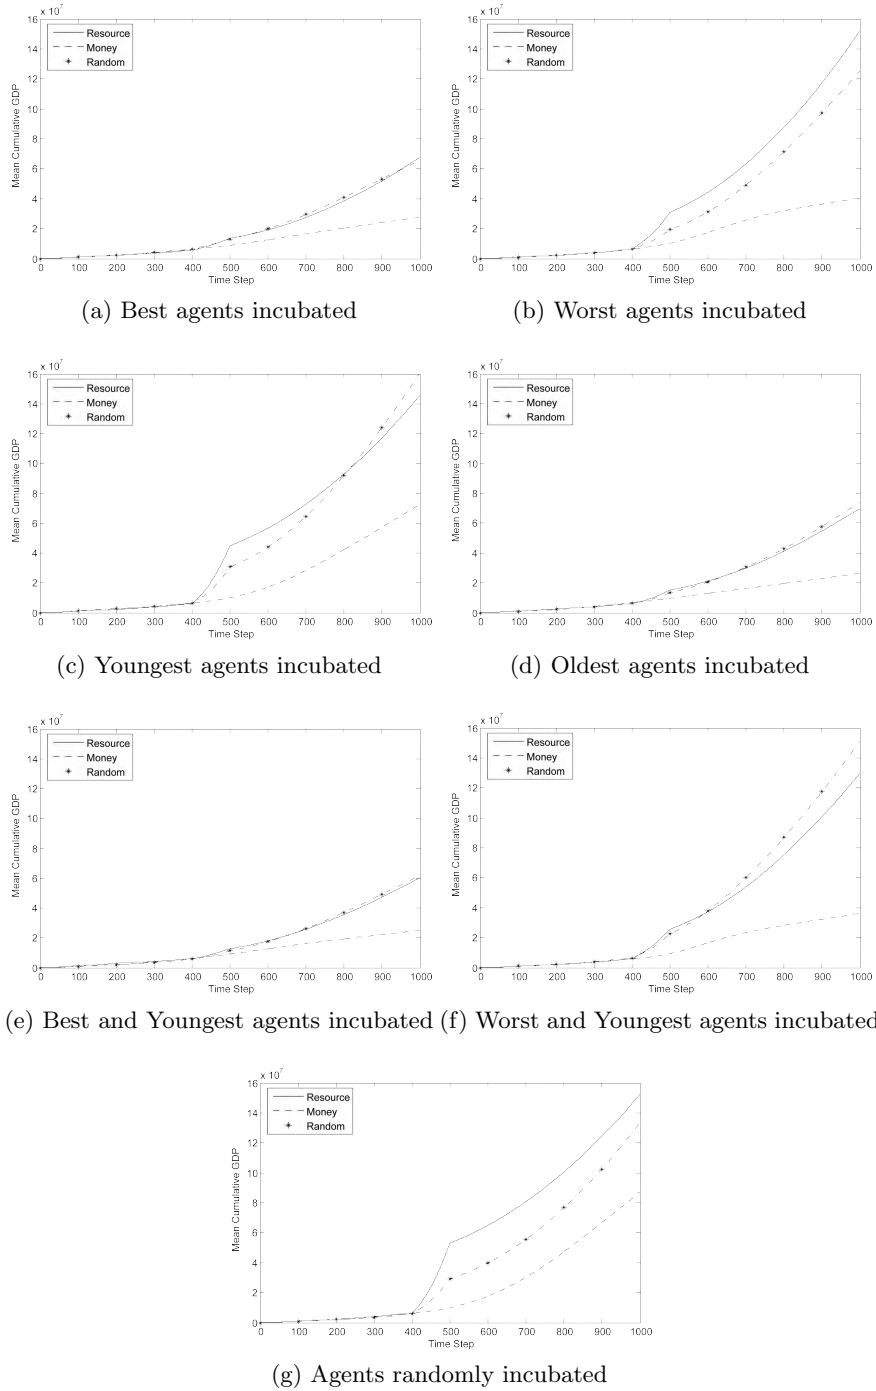 x 10^7
16
14
12
10
8
6
4
2
0
Mean Cumulative GDP
Resource
Money
Random
0 100 200 300 400 500 600 700 800 900 1000
Time Step
(a) Best agents incubated
x 10^7
16
14
12
10
8
6
4
2
0
Mean Cumulative GDP
Resource
Money
Random
0 100 200 300 400 500 600 700 800 900 1000
Time Step
(b) Worst agents incubated
x 10^7
16
14
12
10
8
6
4
2
0
Mean Cumulative GDP
Resource
Money
Random
0 100 200 300 400 500 600 700 800 900 1000
Time Step
(c) Youngest agents incubated
x 10^7
16
14
12
10
8
6
4
2
0
Mean Cumulative GDP
Resource
Money
Random
0 100 200 300 400 500 600 700 800 900 1000
Time Step
(d) Oldest agents incubated
x 10^7
16
14
12
10
8
6
4
2
0
Mean Cumulative GDP
Resource
Money
Random
0 100 200 300 400 500 600 700 800 900 1000
Time Step
(e) Best and Youngest agents incubated
x 10^7
16
14
12
10
8
6
4
2
0
Mean Cumulative GDP
Resource
Money
Random
0 100 200 300 400 500 600 700 800 900 1000
Time Step
(f) Worst and Youngest agents incubated
x 10^7
16
14
12
10
8
6
4
2
0
Mean Cumulative GDP
Resource
Money
Random
0 100 200 300 400 500 600 700 800 900 1000
Time Step
(g) Agents randomly incubated